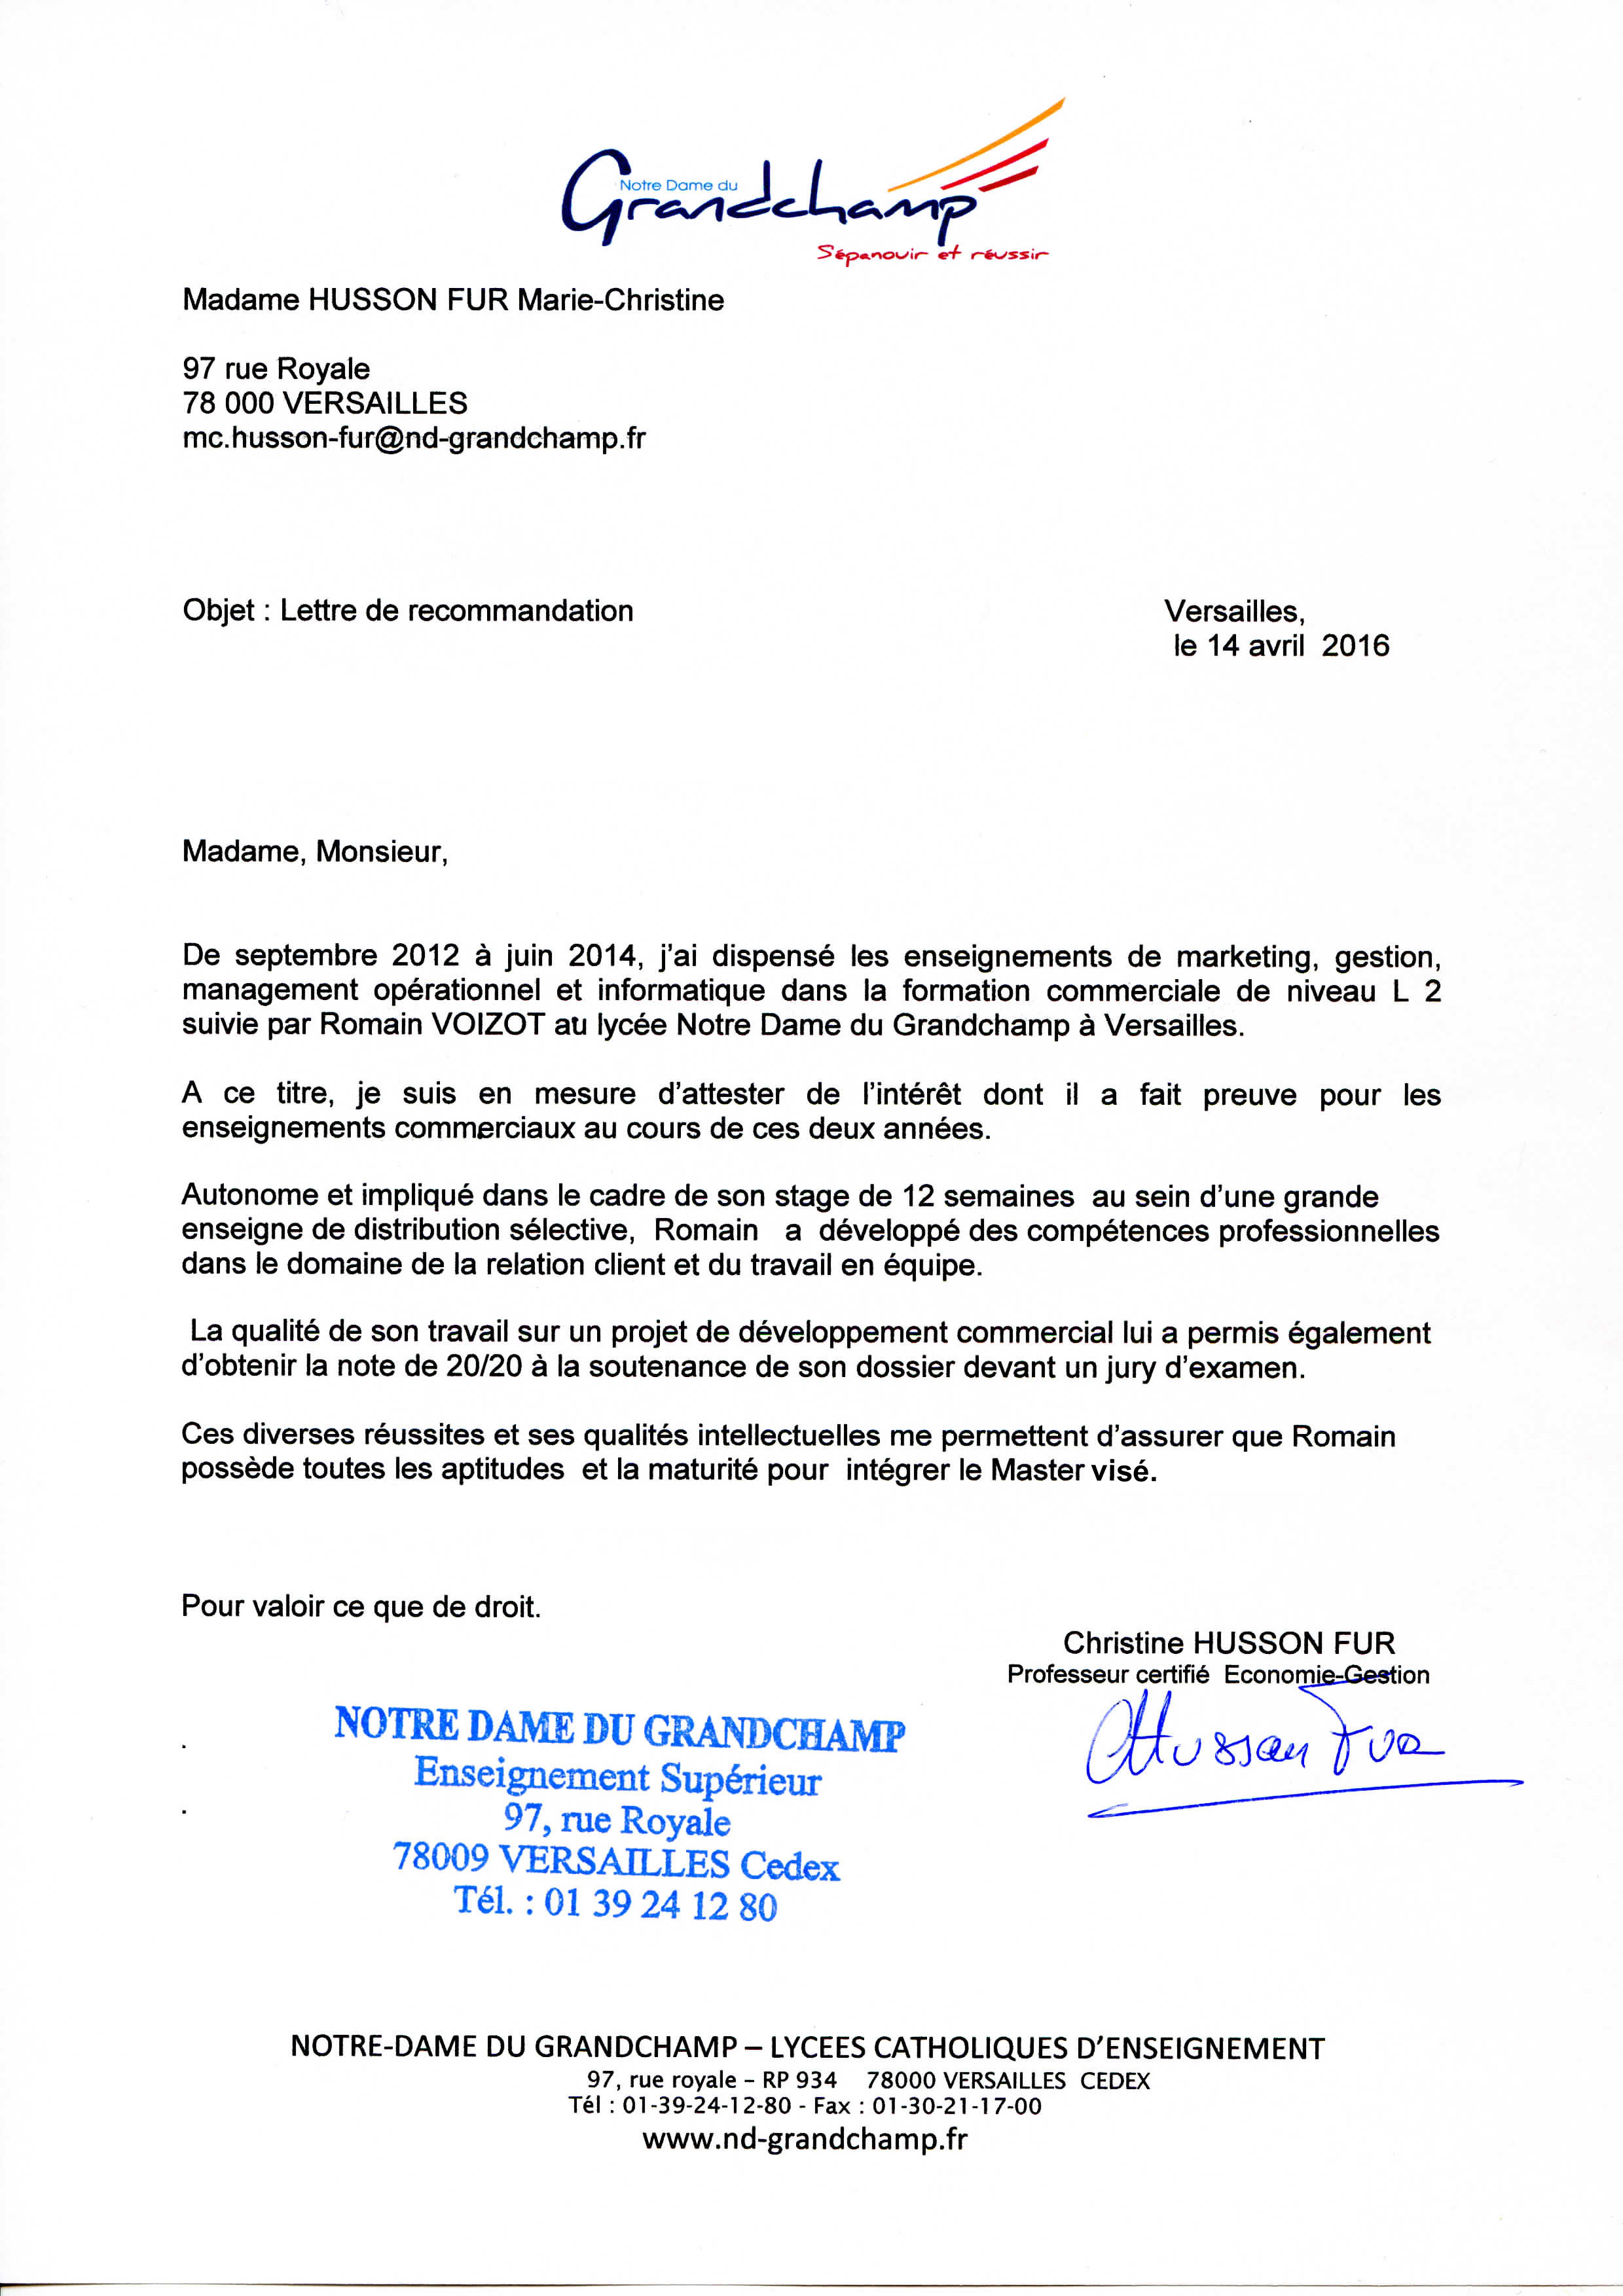 Notre Dame du
Grandchamp
Sépanouir et réussir
Madame HUSSON FUR Marie-Christine
97 rue Royale
78 000 VERSAILLES
mc.husson-fur@nd-grandchamp.fr
Objet : Lettre de recommandation
Versailles,
le 14 avril 2016
Madame, Monsieur,
De septembre 2012 à juin 2014, j'ai dispensé les enseignements de marketing, gestion,
management opérationnel et informatique dans la formation commerciale de niveau L 2
suivie par Romain VOIZOT au lycée Notre Dame du Grandchamp à Versailles.
A ce titre, je suis en mesure d'attester de l'intérêt dont il a fait preuve pour les
enseignements commerciaux au cours de ces deux années.
Autonome et impliqué dans le cadre de son stage de 12 semaines au sein d'une grande
enseigne de distribution sélective, Romain a développé des compétences professionnelles
dans le domaine de la relation client et du travail en équipe.
La qualité de son travail sur un projet de développement commercial lui a permis également
d'obtenir la note de 20/20 à la soutenance de son dossier devant un jury d'examen.
Ces diverses réussites et ses qualités intellectuelles me permettent d'assurer que Romain
possède toutes les aptitudes et la maturité pour intégrer le Master visé.
Pour valoir ce que de droit.
Christine HUSSON FUR
Professeur certifié Economie-Gestion
CHusson Fur
NOTRE DAME DU GRANDCHAMP
Enseignement Supérieur
97, rue Royale
78009 VERSAILLES Cedex
Tél. : 01 39 24 12 80
NOTRE-DAME DU GRANDCHAMP – LYCEES CATHOLIQUES D'ENSEIGNEMENT
97, rue royale – RP 934 78000 VERSAILLES CEDEX
Tél : 01-39-24-12-80 - Fax : 01-30-21-17-00
www.nd-grandchamp.fr